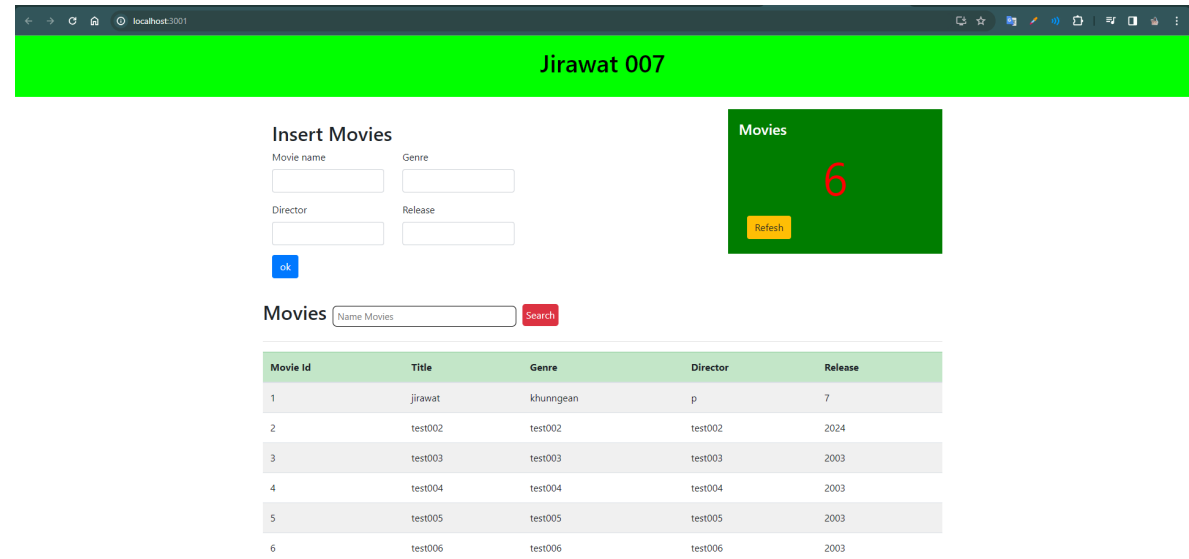 localhost:3001
Jirawat 007
Insert Movies
Movie name Genre
Director Release
ok
Movies
6
Refesh
Movies Name Movies Search
Movie Id Title Genre Director Release
1 jirawat khunngean p 7
2 test002 test002 test002 2024
3 test003 test003 test003 2003
4 test004 test004 test004 2003
5 test005 test005 test005 2003
6 test006 test006 test006 2003